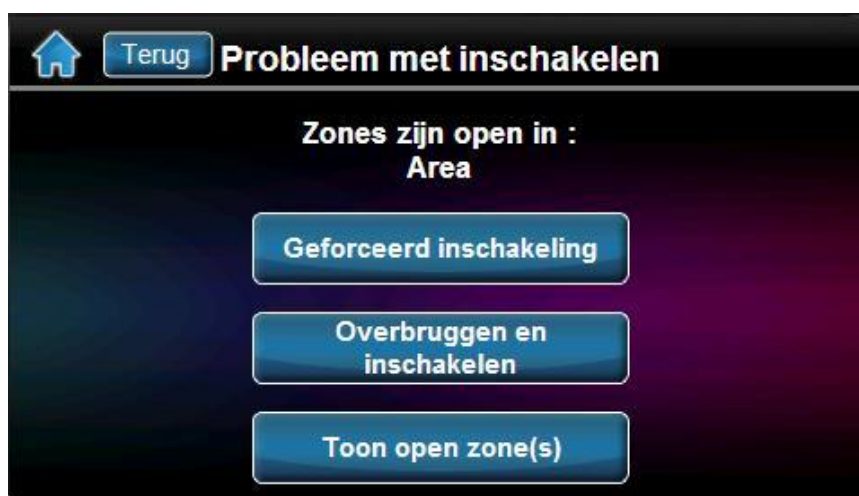 Terug Probleem met inschakelen
Zones zijn open in :
Area
Geforceerd inschakeling
Overbruggen en
inschakelen
Toon open zone(s)